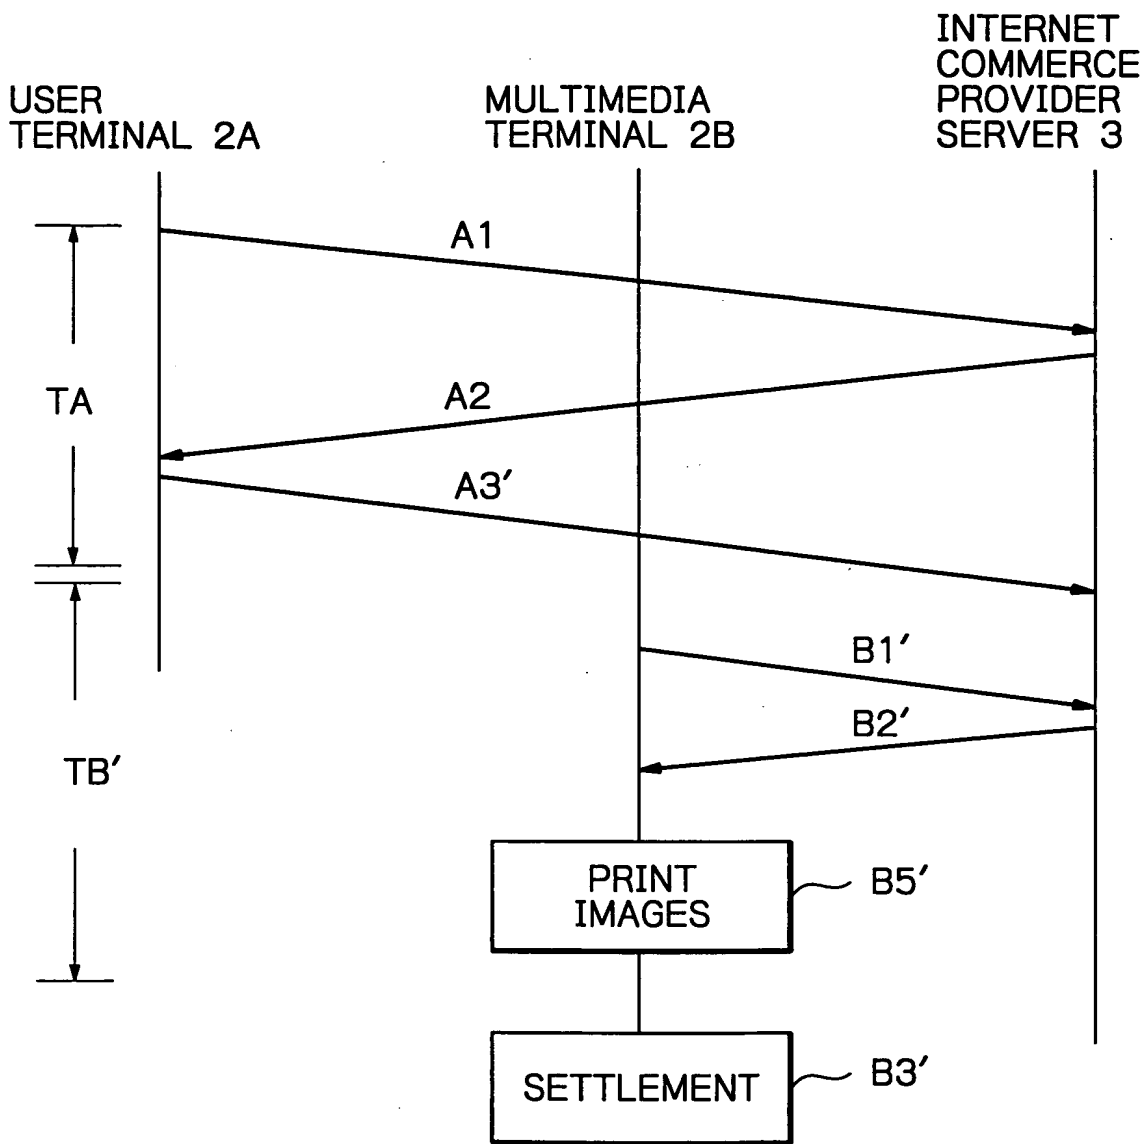 USER
TERMINAL 2A
MULTIMEDIA
TERMINAL 2B
INTERNET
COMMERCE
PROVIDER
SERVER 3
A1
TA
A2
A3′
B1′
B2′
TB′
PRINT
IMAGES
B5′
SETTLEMENT
B3′